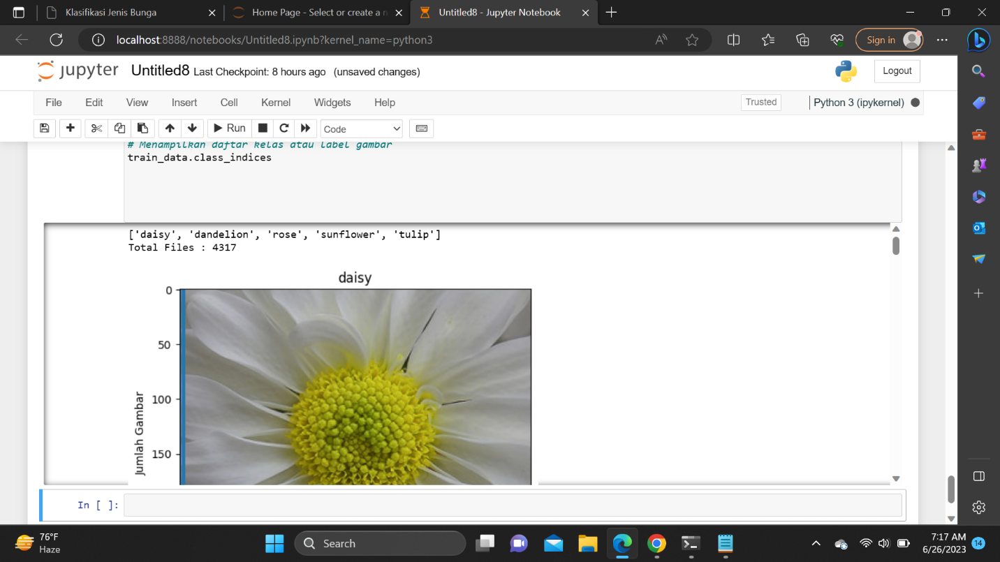 Klasifikasi Jenis Bunga
Home Page - Select or create a n
Untitled8 - Jupyter Notebook
localhost:8888/notebooks/Untitled8.ipynb?kernel_name=python3
Sign in
jupyter Untitled8 Last Checkpoint: 8 hours ago (unsaved changes)
Logout
File Edit View Insert Cell Kernel Widgets Help
Trusted
Python 3 (ipykernel)
Run
Code
# Menampilkan daftar kelas atau label gambar
train_data.class_indices
['daisy', 'dandelion', 'rose', 'sunflower', 'tulip']
Total Files : 4317
daisy
0
50
100
150
Jumlah Gambar
In [ ]:
76°F
Haze
Search
7:17 AM
6/26/2023
14